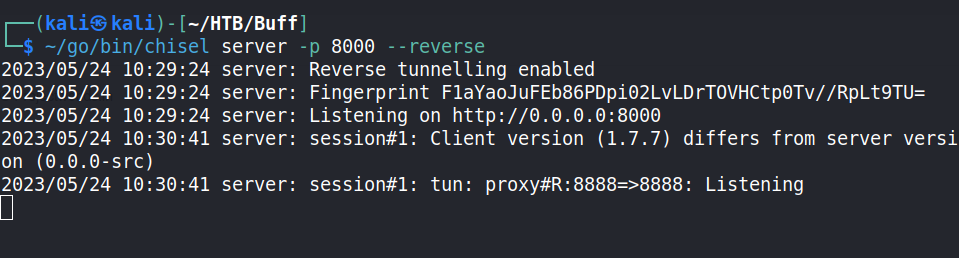 ┌──(kali㉿kali)-[~/HTB/Buff]
└─$ ~/go/bin/chisel server -p 8000 --reverse
2023/05/24 10:29:24 server: Reverse tunnelling enabled
2023/05/24 10:29:24 server: Fingerprint F1aYaoJuFEb86PDpi02LvLDrTOVHCtp0Tv//RpLt9TU=
2023/05/24 10:29:24 server: Listening on http://0.0.0.0:8000
2023/05/24 10:30:41 server: session#1: Client version (1.7.7) differs from server versi
on (0.0.0-src)
2023/05/24 10:30:41 server: session#1: tun: proxy#R:8888=>8888: Listening